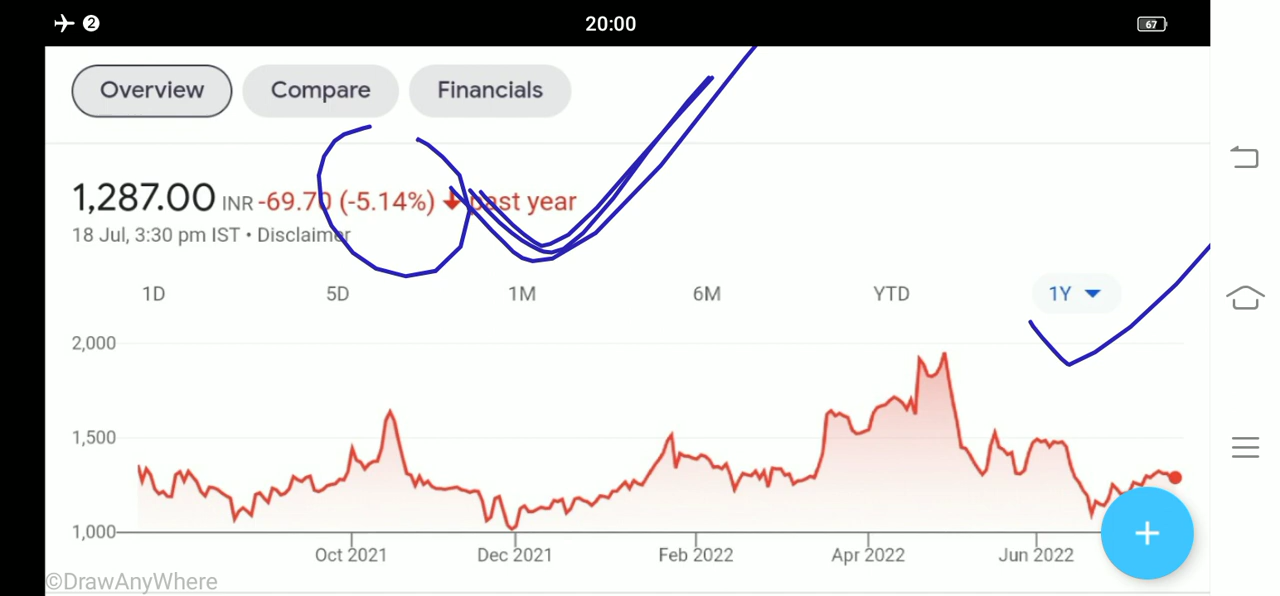 2 20:00 67
Overview Compare Financials
1,287.00 INR -69.70 (-5.14%) past year
18 Jul, 3:30 pm IST • Disclaimer
1D 5D 1M 6M YTD 1Y
2,000
1,500
1,000
Oct 2021 Dec 2021 Feb 2022 Apr 2022 Jun 2022
©DrawAnyWhere